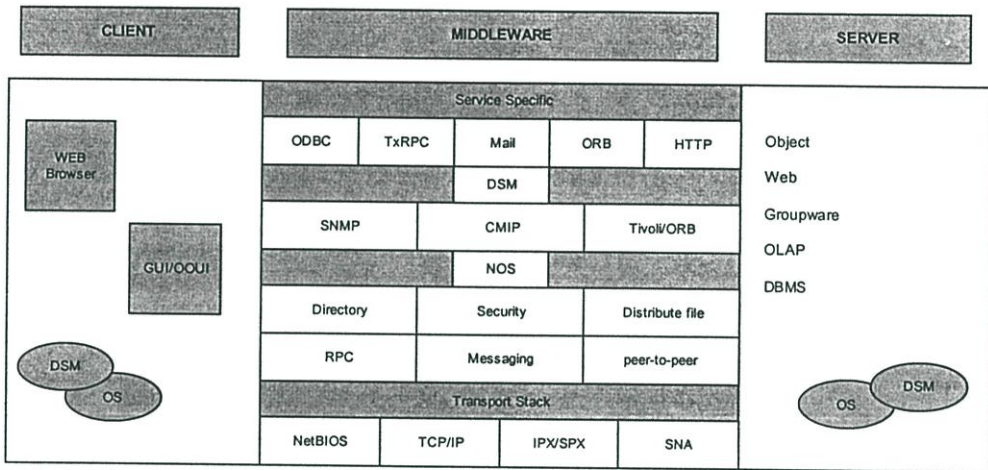 CLIENT MIDDLEWARE SERVER
Service Specific
ODBC TxRPC Mail ORB HTTP
WEB
Browser
DSM
SNMP CMIP Tivoli/ORB
GUI/OOUI
NOS
Directory Security Distribute file
RPC Messaging peer-to-peer
DSM
OS
Transport Stack
NetBIOS TCP/IP IPX/SPX SNA
Object
Web
Groupware
OLAP
DBMS
DSM
OS